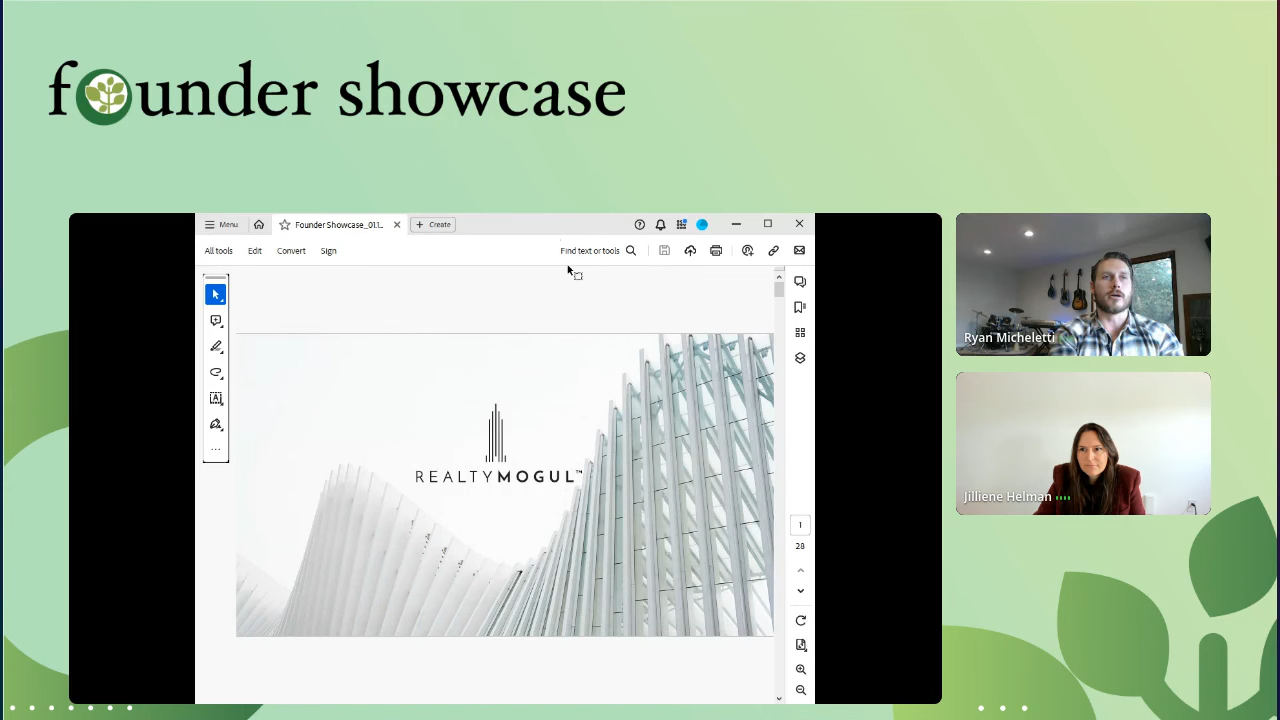 founder showcase
Menu
Founder Showcase_011...
Create
All tools
Edit
Convert
Sign
Find text or tools
REALTYMOGUL™
1
28
Ryan Micheletti
Jilliene Helman